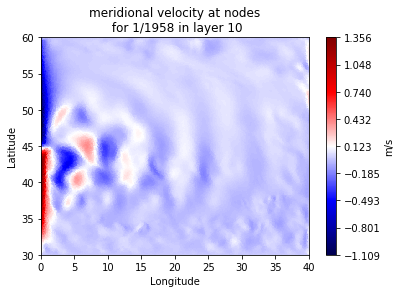 meridional velocity at nodes
for 1/1958 in layer 10
60
55
50
45
40
35
30
Latitude
0 5 10 15 20 25 30 35 40
Longitude
1.356
1.048
0.740
0.432
0.123
-0.185
-0.493
-0.801
-1.109
m/s